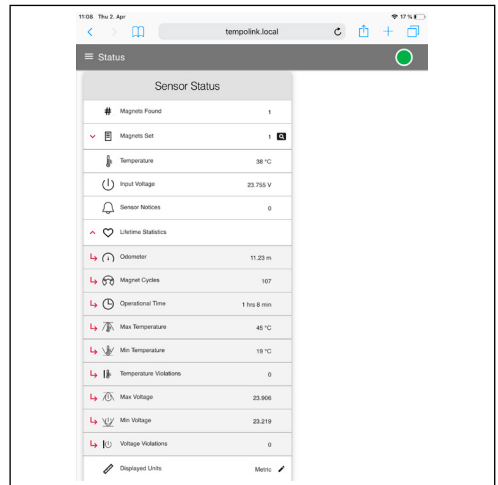 11:08 Thu 2. Apr 17 %
tempolink.local
Status
Sensor Status
# Magnets Found 1
Magnets Set 1
Temperature 38 °C
Input Voltage 23.755 V
Sensor Notices 0
Lifetime Statistics
Odometer 11.23 m
Magnet Cycles 107
Operational Time 1 hrs 8 min
Max Temperature 45 °C
Min Temperature 19 °C
Temperature Violations 0
Max Voltage 23.906
Min Voltage 23.219
Voltage Violations 0
Displayed Units Metric